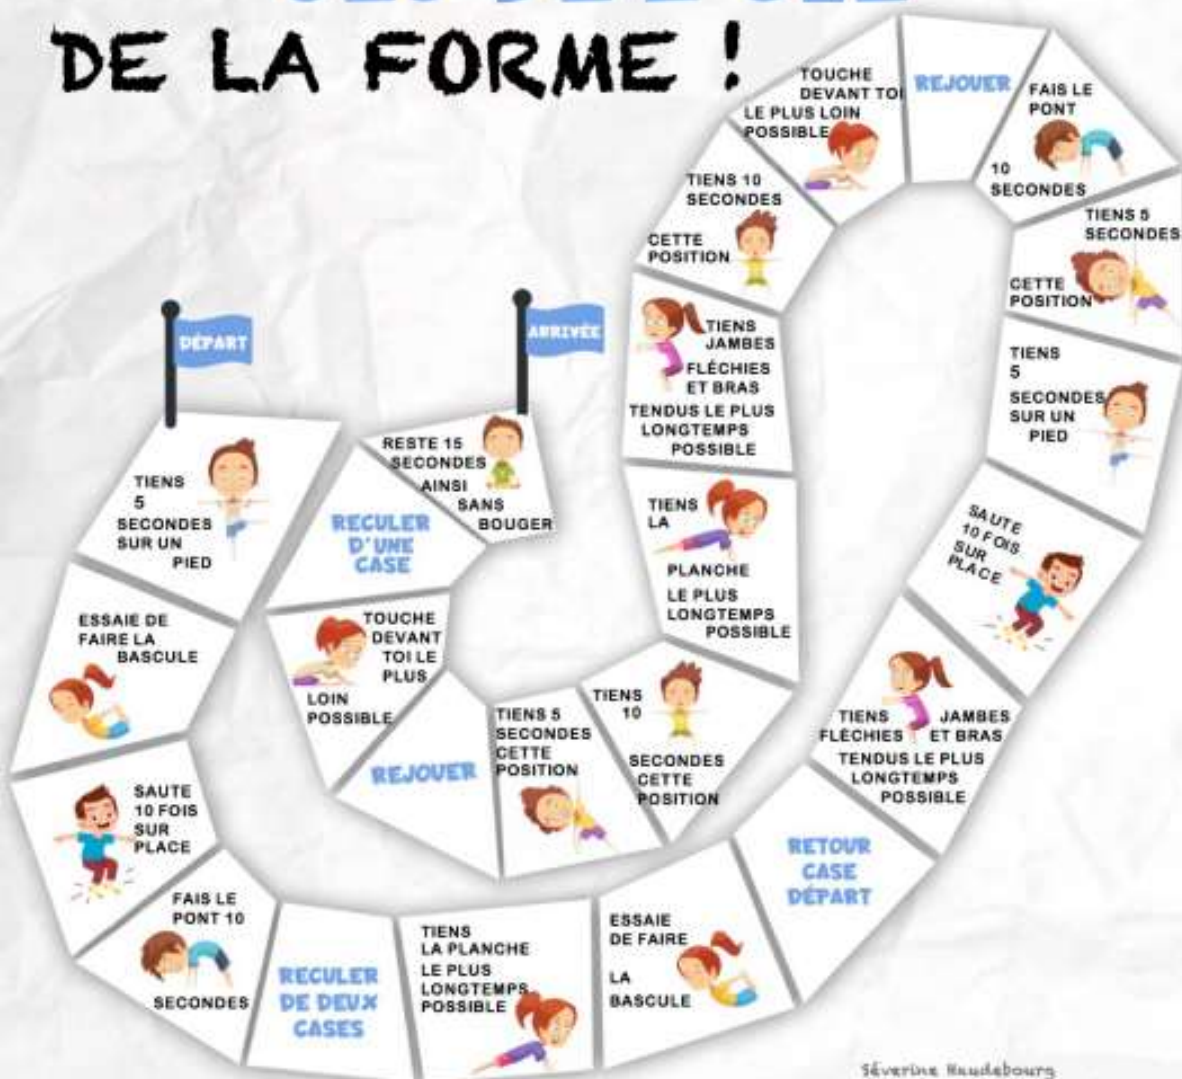 DE LA FORME !
DÉPART
TIENS
5
SECONDES
SUR UN
PIED
ESSAIE DE
FAIRE LA
BASCULE
SAUTE
10 FOIS
SUR
PLACE
FAIS LE
PONT 10
SECONDES
RECULER
DE DEUX
CASES
TIENS
LA PLANCHE
LE PLUS
LONGTEMPS
POSSIBLE
ESSAIE
DE FAIRE
LA
BASCULE
RETOUR
CASE
DÉPART
TIENS JAMBES
FLÉCHIES ET BRAS
TENDUS LE PLUS
LONGTEMPS
POSSIBLE
SAUTE
10 FOIS
SUR
PLACE
TIENS
5
SECONDES
SUR UN
PIED
TIENS 5
SECONDES
CETTE
POSITION
FAIS LE
PONT
10
SECONDES
REJOUER
TOUCHE
DEVANT TOI
LE PLUS LOIN
POSSIBLE
TIENS 10
SECONDES
CETTE
POSITION
TIENS
JAMBES
FLÉCHIES
ET BRAS
TENDUS LE PLUS
LONGTEMPS
POSSIBLE
TIENS
LA
PLANCHE
LE PLUS
LONGTEMPS
POSSIBLE
TIENS
10
SECONDES
CETTE
POSITION
TIENS 5
SECONDES
CETTE
POSITION
REJOUER
TOUCHE
DEVANT
TOI LE
PLUS
LOIN
POSSIBLE
RECULER
D'UNE
CASE
RESTE 15
SECONDES
AINSI
SANS
BOUGER
ARRIVÉE
Séverine Haudebourg